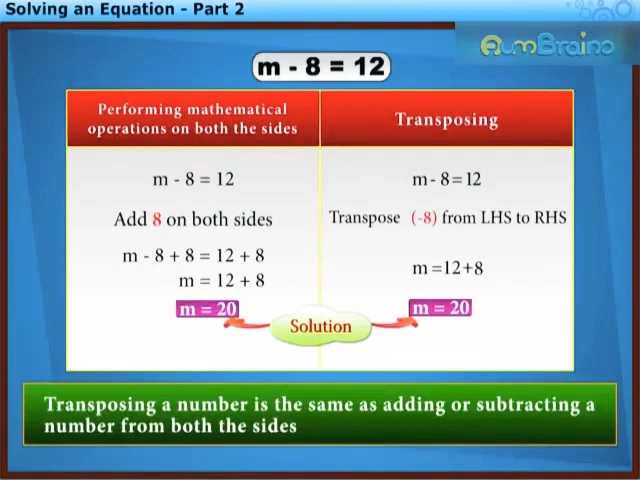 Solving an Equation - Part 2
AumBraino
m - 8 = 12
Performing mathematical
operations on both the sides
Transposing
m - 8 = 12
Add 8 on both sides
m - 8 + 8 = 12 + 8
m = 12 + 8
m = 20
m - 8 = 12
Transpose (-8) from LHS to RHS
m =12+8
m = 20
Solution
Transposing a number is the same as adding or subtracting a
number from both the sides